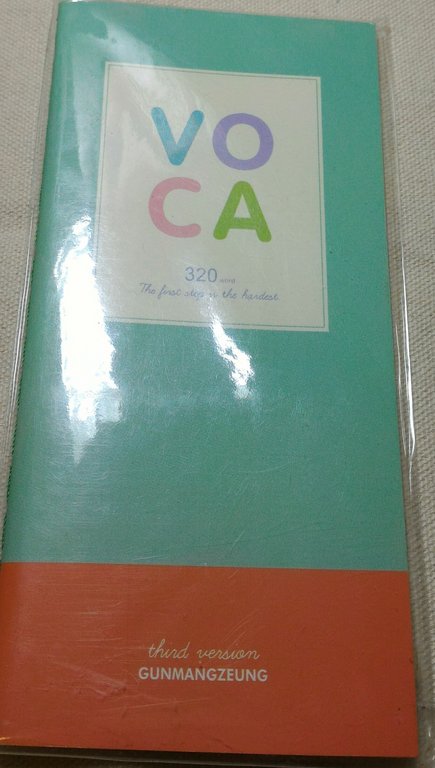 VO
CA
320 word
The first step is the hardest.
third version
GUNMANGZEUNG